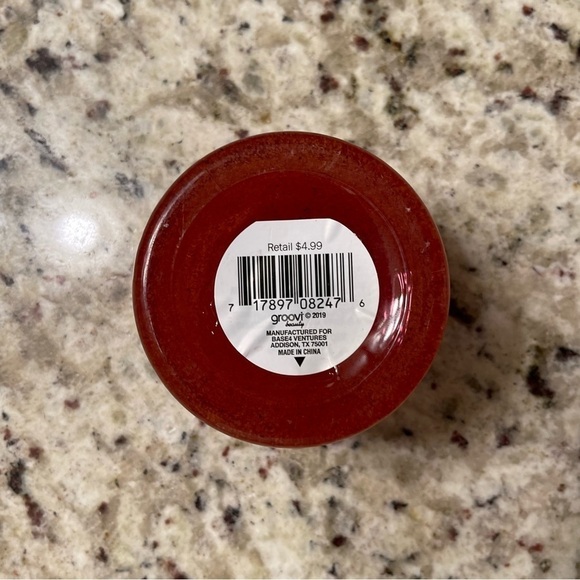 Retail $4.99
7 17897 08247 6
groovi © 2019
beauty
MANUFACTURED FOR
BASE4 VENTURES
ADDISON, TX 75001
MADE IN CHINA